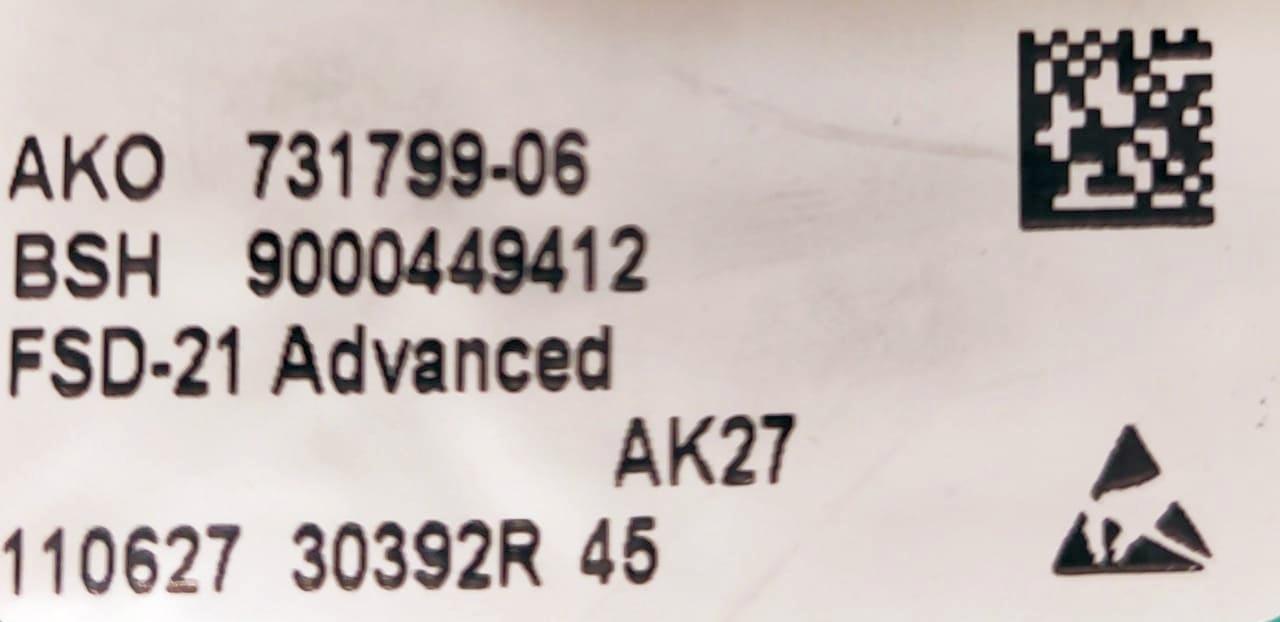 AKO 731799-06
BSH 9000449412
FSD-21 Advanced
AK27
110627 30392R 45